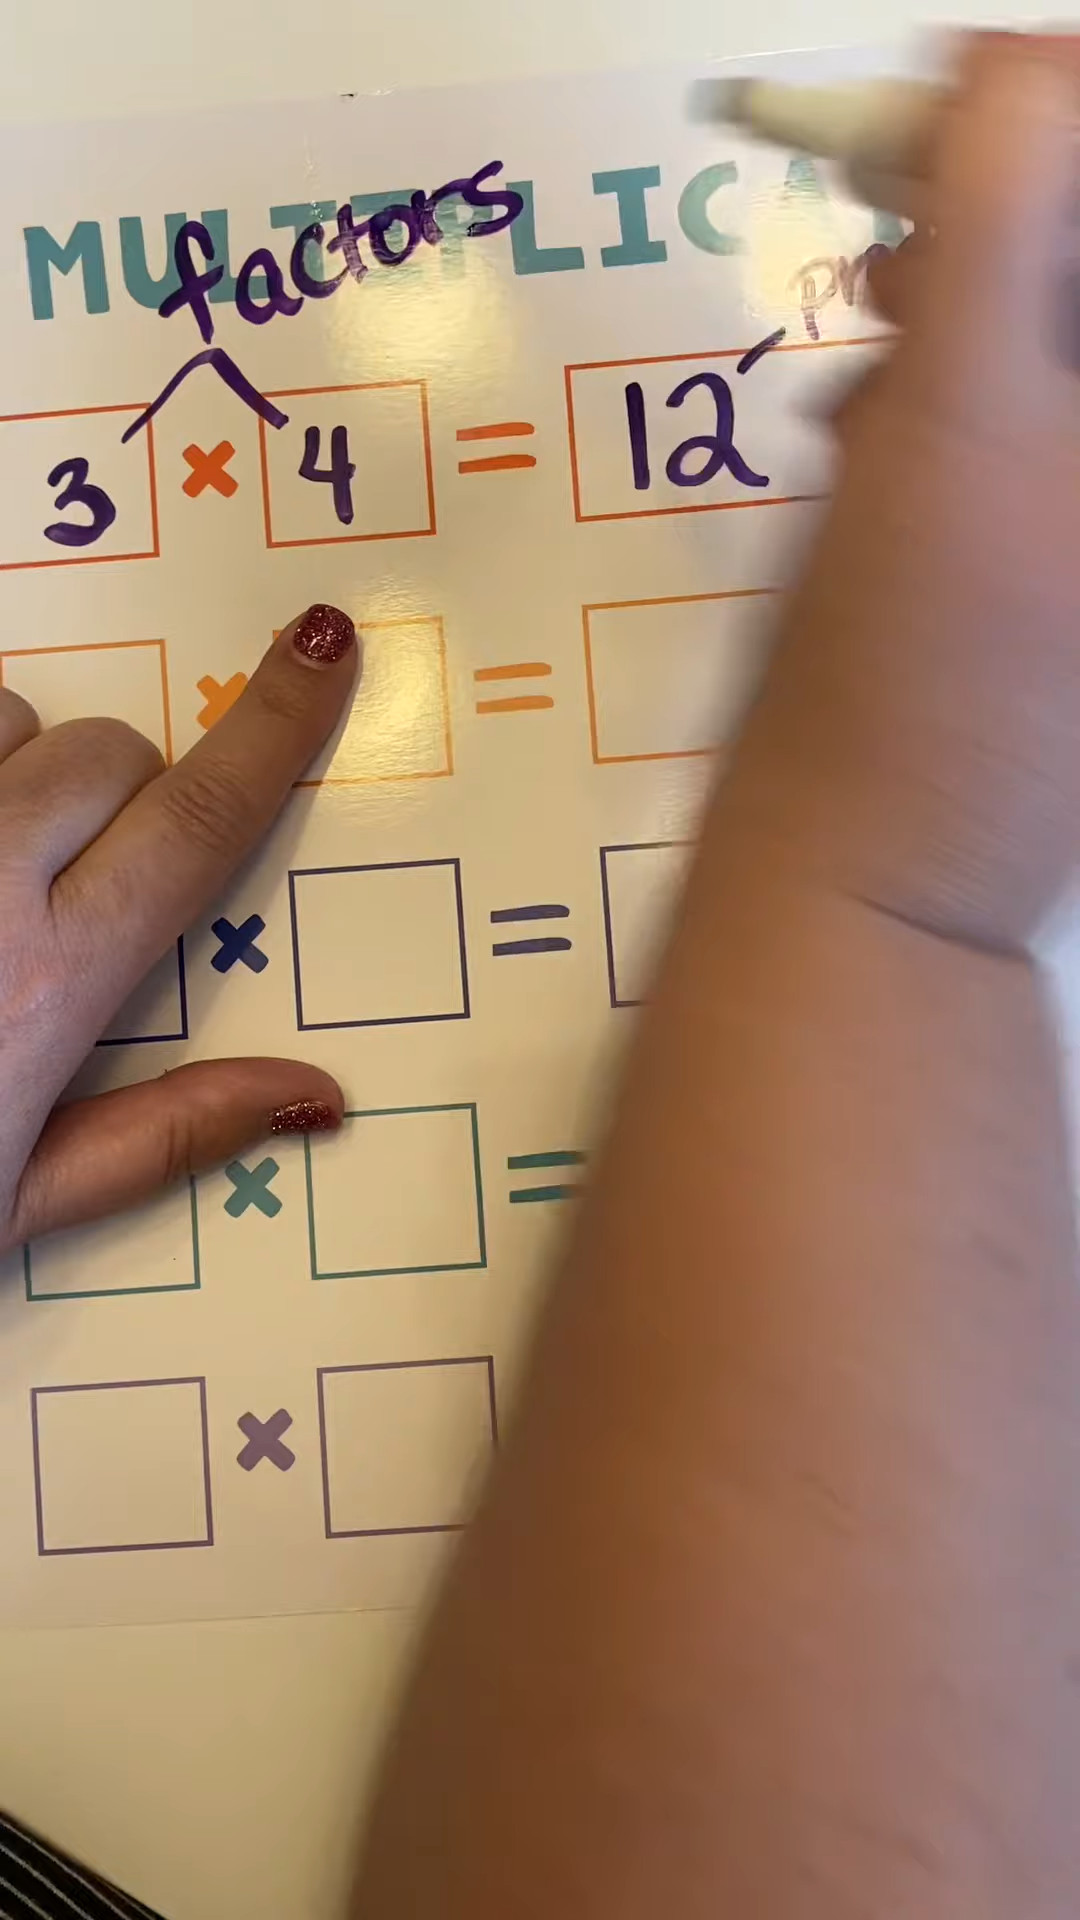 MULTIPLICA
factors
3 × 4 = 12
× =
× =
× =
×